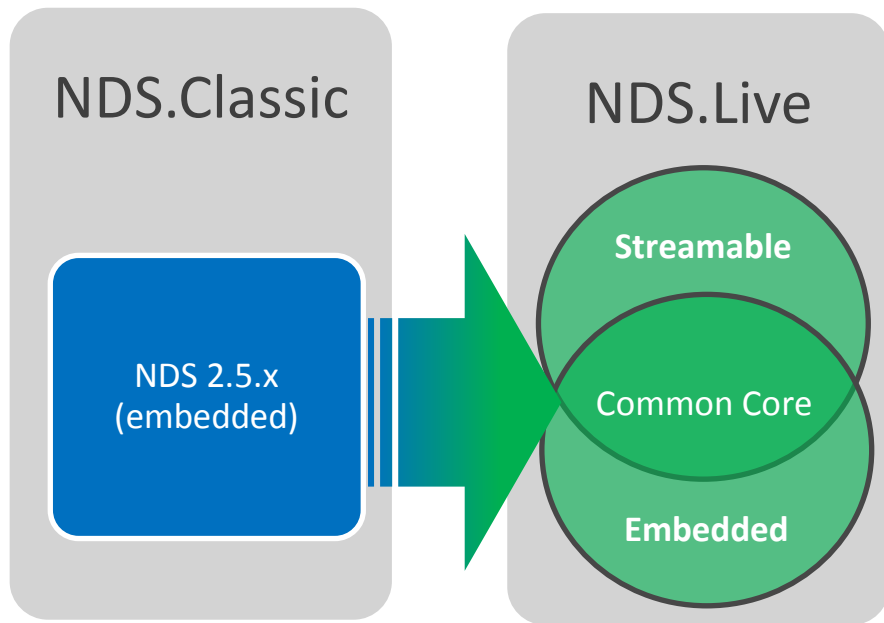 NDS.Classic
NDS 2.5.x
(embedded)
NDS.Live
Streamable
Common Core
Embedded